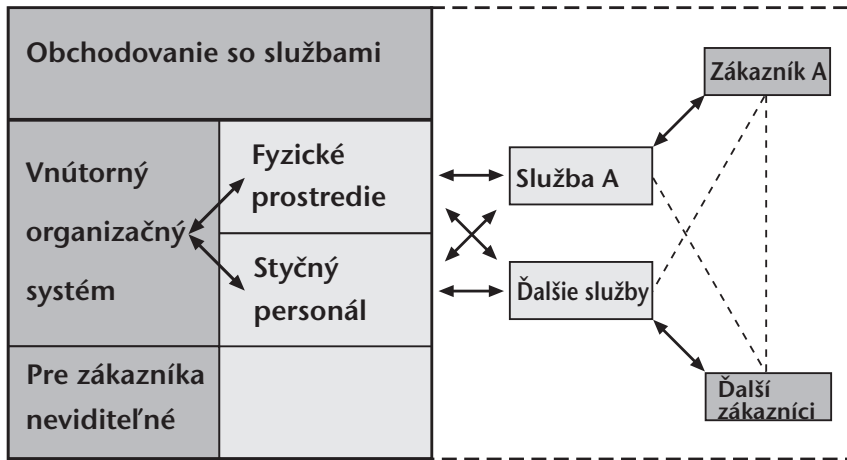 Obchodovanie so službami
Vnútorný
organizačný
systém
Fyzické
prostredie
Styčný
personál
Pre zákazníka
neviditeľné
Služba A
Ďalšie služby
Zákazník A
Ďalší
zákazníci